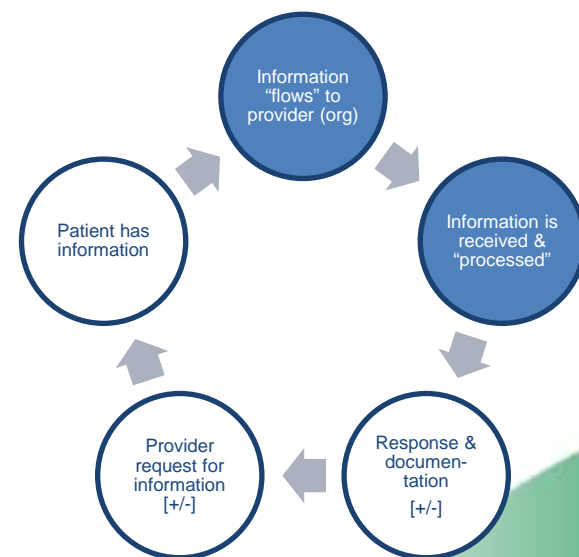 Information
“flows” to
provider (org)
Information is
received &
“processed”
Patient has
information
Provider
request for
information
[+/-]
Response &
documen-
tation
[+/-]